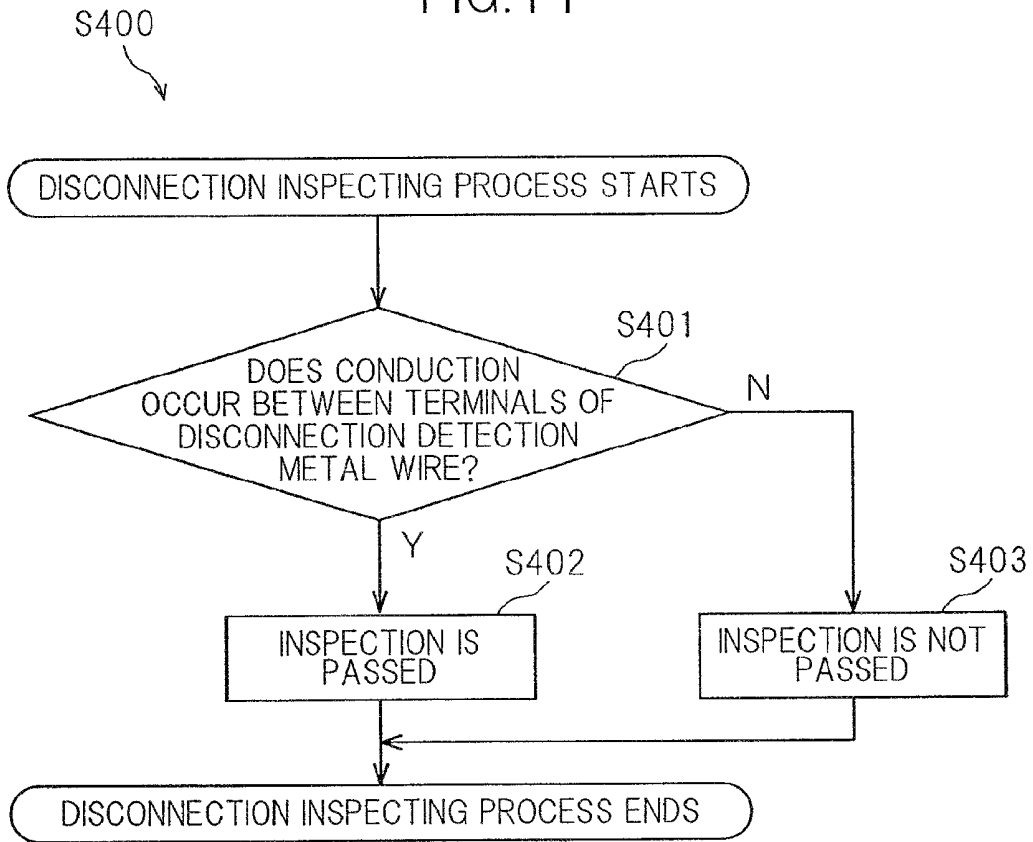 S400
DISCONNECTION INSPECTING PROCESS STARTS
S401
DOES CONDUCTION
OCCUR BETWEEN TERMINALS OF
DISCONNECTION DETECTION
METAL WIRE?
N
Y
S402
S403
INSPECTION IS
PASSED
INSPECTION IS NOT
PASSED
DISCONNECTION INSPECTING PROCESS ENDS